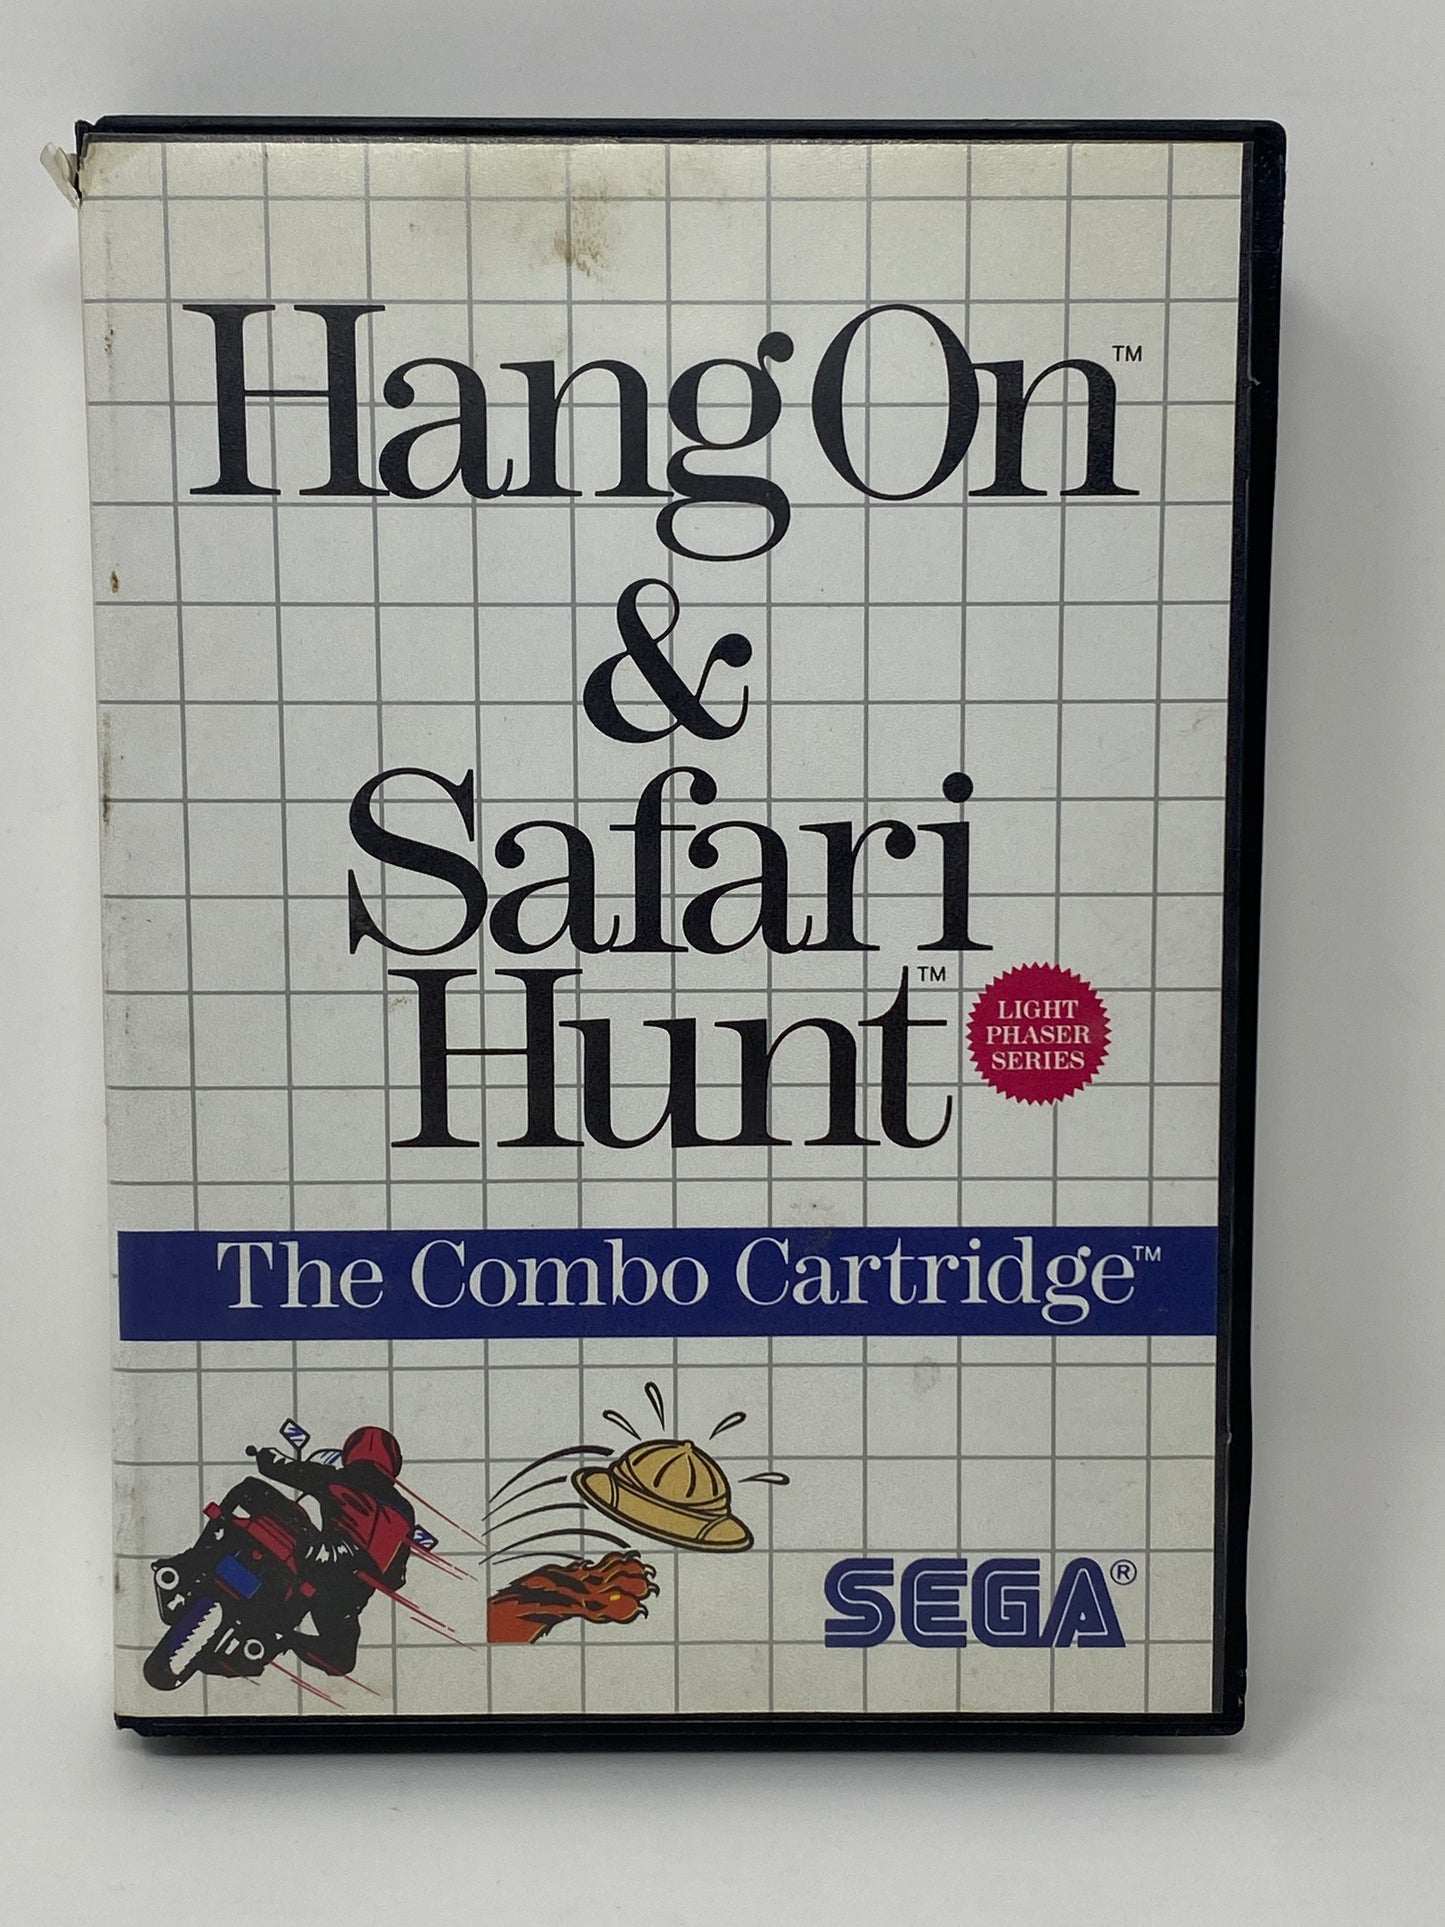 Hang On™
&
Safari
Hunt™
LIGHT
PHASER
SERIES
The Combo Cartridge™
SEGA®